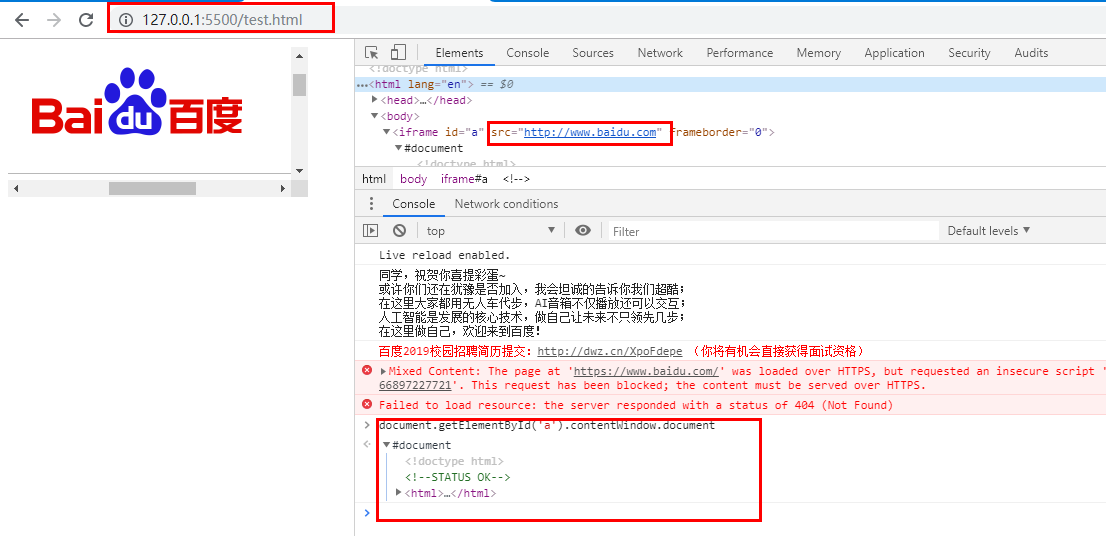 127.0.0.1:5500/test.html
Bai du 百度
Elements Console Sources Network Performance Memory Application Security Audits
<!doctype html>
…<html lang="en"> == $0
<head>…</head>
<body>
<iframe id="a" src="http://www.baidu.com" frameborder="0">
#document
<!doctype html>
html body iframe#a <!-->
Console Network conditions
top Filter Default levels
Live reload enabled.
同学，祝贺你喜提彩蛋~
或许你们还在犹豫是否加入，我会坦诚的告诉你我们超酷；
在这里大家都用无人车代步，AI音箱不仅播放还可以交互；
人工智能是发展的核心技术，做自己让未来不只领先几步；
在这里做自己，欢迎来到百度！
百度2019校园招聘简历提交：http://dwz.cn/XpoFdepe （你将有机会直接获得面试资格）
Mixed Content: The page at 'https://www.baidu.com/' was loaded over HTTPS, but requested an insecure script '
66897227721'. This request has been blocked; the content must be served over HTTPS.
Failed to load resource: the server responded with a status of 404 (Not Found)
document.getElementById('a').contentWindow.document
#document
<!doctype html>
<!--STATUS OK-->
<html>…</html>